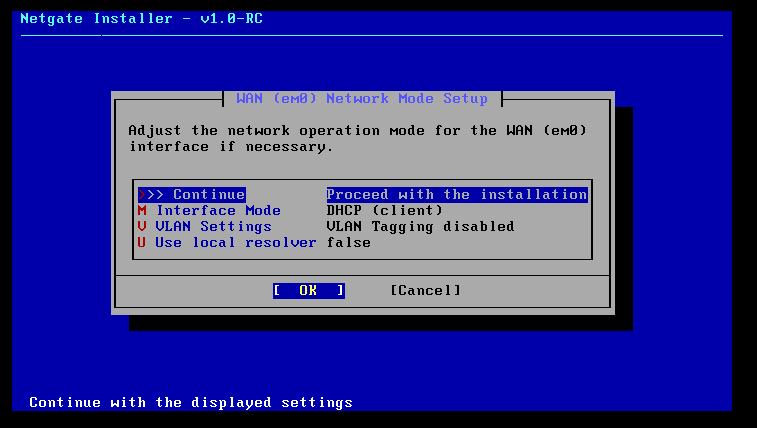 Netgate Installer - v1.0-RC
WAN (em0) Network Mode Setup
Adjust the network operation mode for the WAN (em0)
interface if necessary.
>>> Continue Proceed with the installation
M Interface Mode DHCP (client)
V VLAN Settings VLAN Tagging disabled
U Use local resolver false
[ OK ] [Cancel]
Continue with the displayed settings